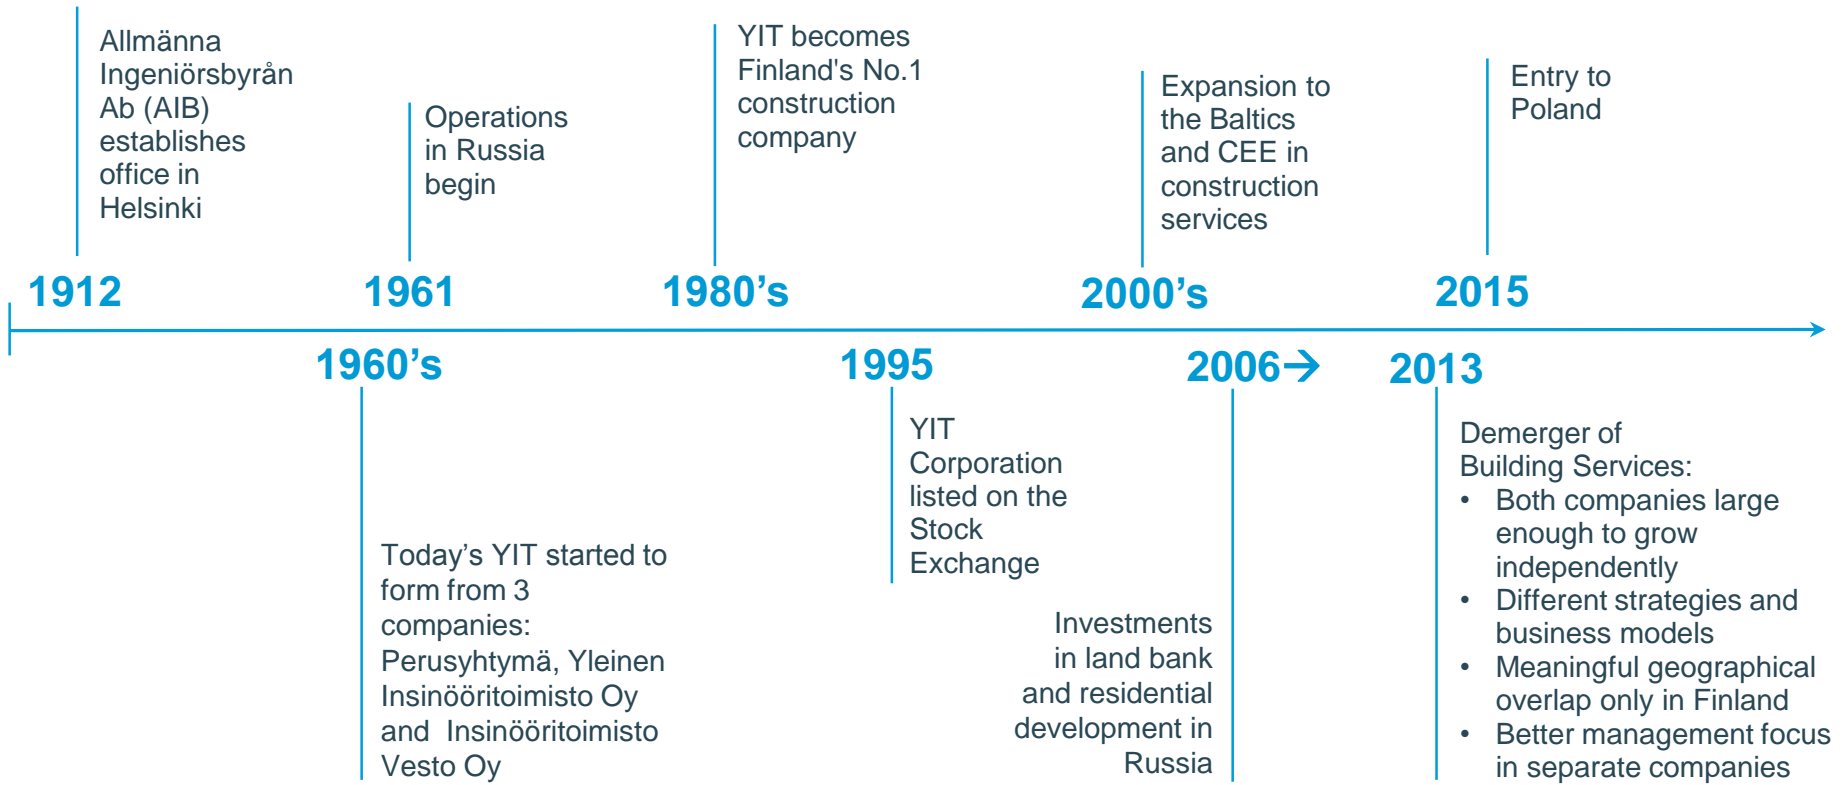 Allmänna
Ingeniörsbyrån
Ab (AIB)
establishes
office in
Helsinki
1912
Operations
in Russia
begin
1961
YIT becomes
Finland's No.1
construction
company
1980’s
Expansion to
the Baltics
and CEE in
construction
services
2000’s
Entry to
Poland
2015
1960’s
Today’s YIT started to
form from 3
companies:
Perusyhtymä, Yleinen
Insinööritoimisto Oy
and  Insinööritoimisto
Vesto Oy
1995
YIT
Corporation
listed on the
Stock
Exchange
2006→
Investments
in land bank
and residential
development in
Russia
2013
Demerger of
Building Services:
• Both companies large
enough to grow
independently
• Different strategies and
business models
• Meaningful geographical
overlap only in Finland
• Better management focus
in separate companies